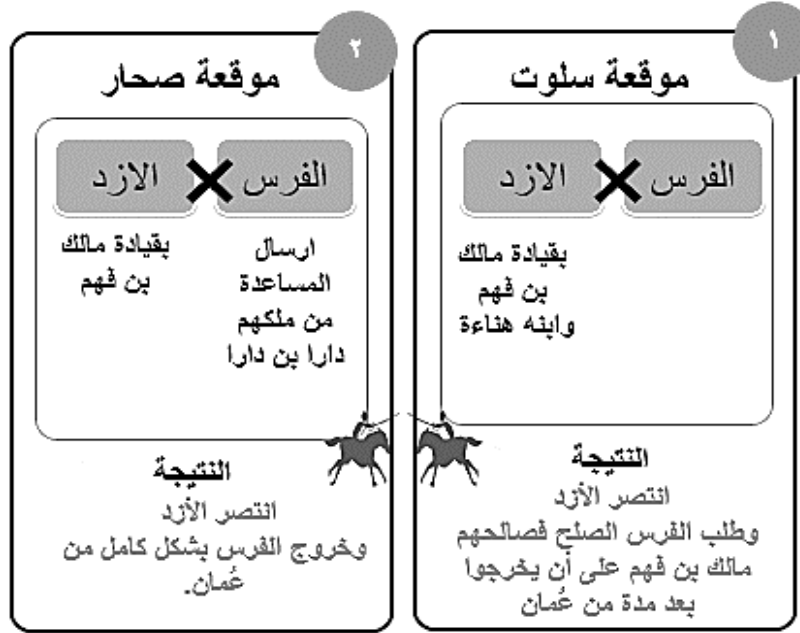 ١
موقعة سلوت
الفرس
الازد
بقيادة مالك
بن فهم
وابنه هناءة
النتيجة
انتصر الأزد
وطلب الفرس الصلح فصالحهم
مالك بن فهم على أن يخرجوا
بعد مدة من عُمان
٢
موقعة صحار
الفرس
الازد
ارسال
المساعدة
من ملكهم
دارا بن دارا
بقيادة مالك
بن فهم
النتيجة
انتصر الأزد
وخروج الفرس بشكل كامل من
عُمان.